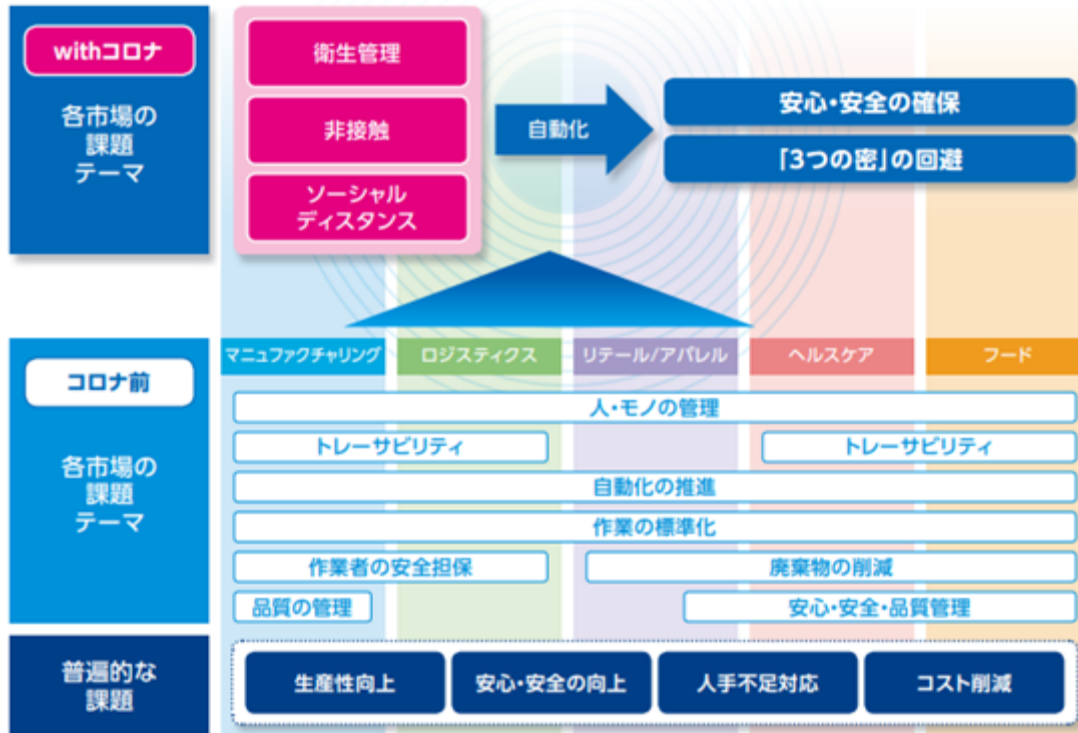 withコロナ
各市場の
課題
テーマ
衛生管理
非接触
ソーシャル
ディスタンス
自動化
安心・安全の確保
「3つの密」の回避
コロナ前
各市場の
課題
テーマ
マニュファクチャリング
ロジスティクス
リテール/アパレル
ヘルスケア
フード
人・モノの管理
トレーサビリティ
トレーサビリティ
自動化の推進
作業の標準化
作業者の安全担保
廃棄物の削減
品質の管理
安心・安全・品質管理
普遍的な
課題
生産性向上
安心・安全の向上
人手不足対応
コスト削減